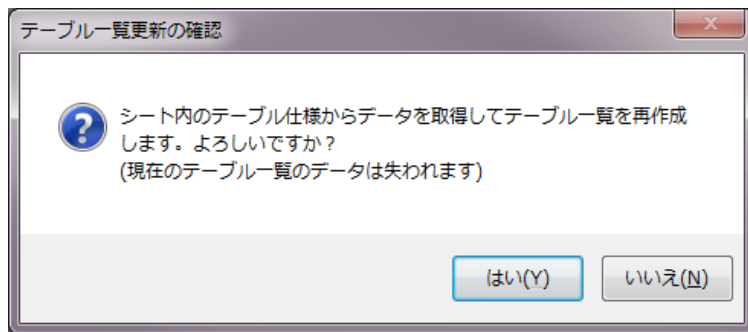 テーブル一覧更新の確認
シート内のテーブル仕様からデータを取得してテーブル一覧を再作成
します。よろしいですか？
(現在のテーブル一覧のデータは失われます)
はい(Y)
いいえ(N)